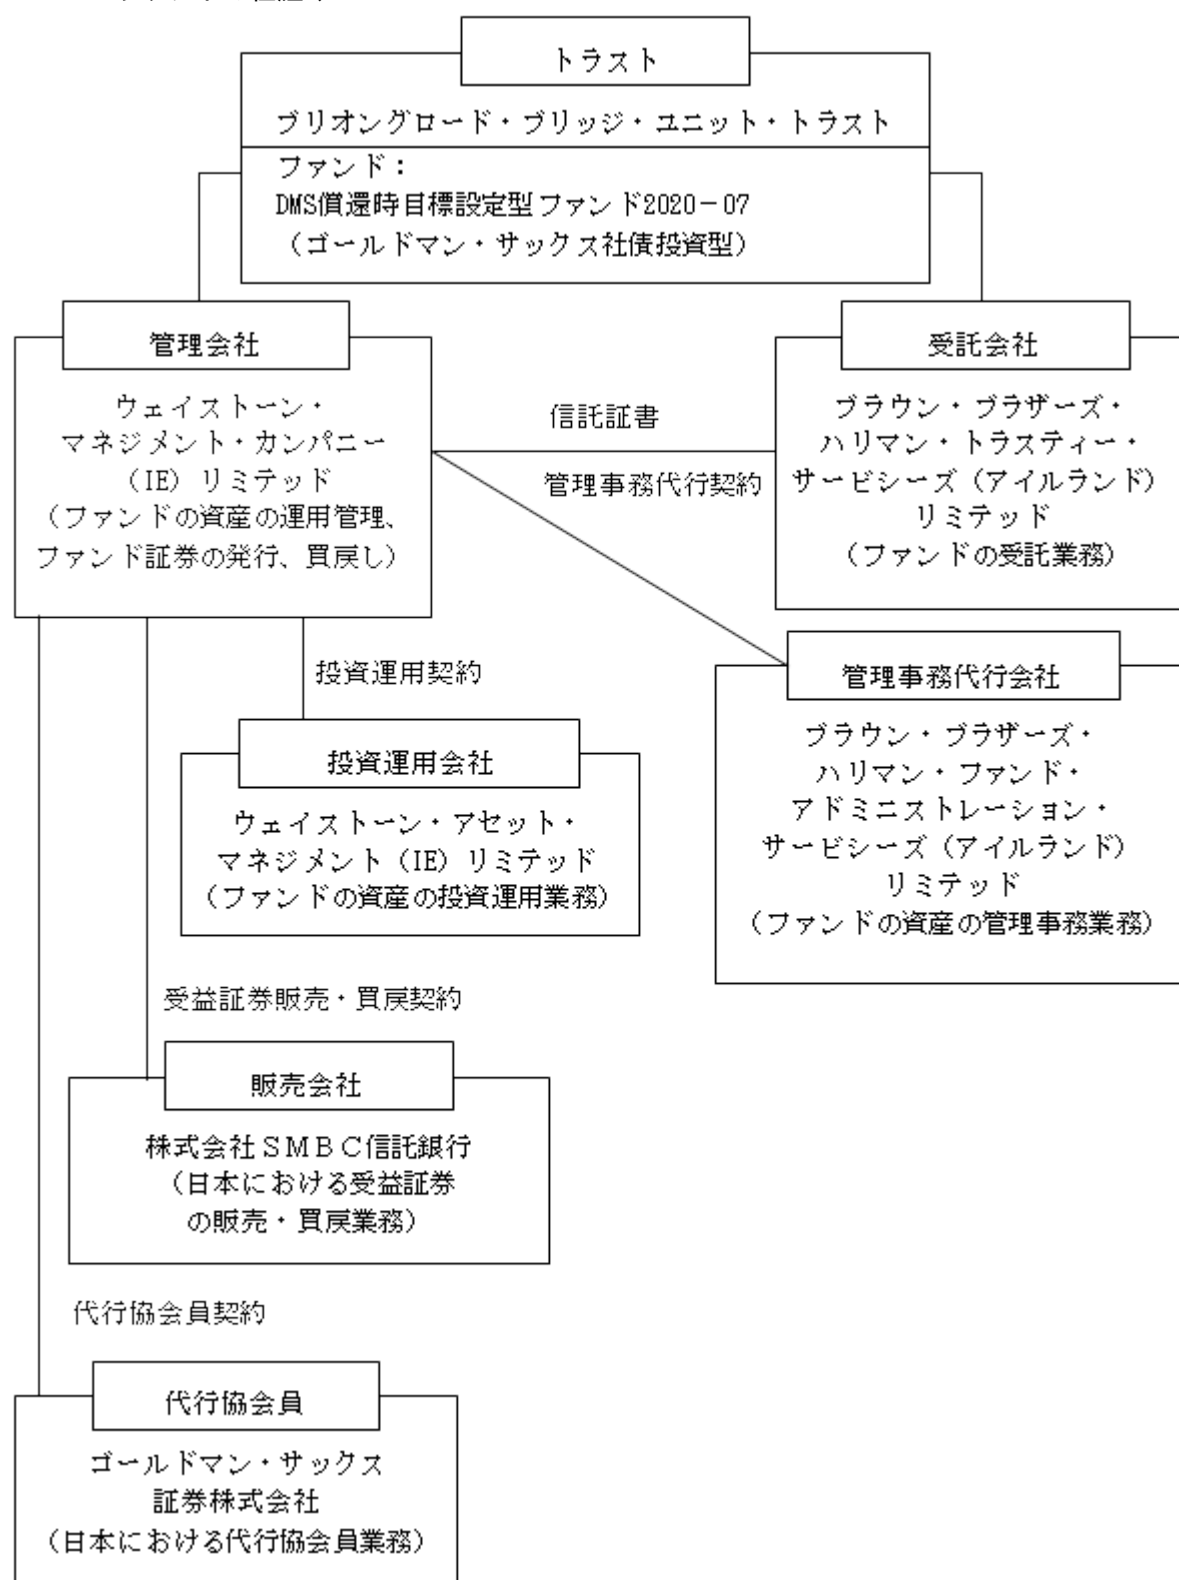 トラスト
ブリオングロード・ブリッジ・ユニット・トラスト
ファンド：
DMS償還時目標設定型ファンド2020－07
（ゴールドマン・サックス社債投資型）
管理会社
ウェイストーン・
マネジメント・カンパニー
（IE）リミテッド
（ファンドの資産の運用管理、
ファンド証券の発行、買戻し）
信託証書
管理事務代行契約
受託会社
ブラウン・ブラザーズ・
ハリマン・トラスティー・
サービシーズ（アイルランド）
リミテッド
（ファンドの受託業務）
投資運用契約
投資運用会社
ウェイストーン・アセット・
マネジメント（IE）リミテッド
（ファンドの資産の投資運用業務）
管理事務代行会社
ブラウン・ブラザーズ・
ハリマン・ファンド・
アドミニストレーション・
サービシーズ（アイルランド）
リミテッド
（ファンドの資産の管理事務業務）
受益証券販売・買戻契約
販売会社
株式会社ＳＭＢＣ信託銀行
（日本における受益証券
の販売・買戻業務）
代行協会員契約
代行協会員
ゴールドマン・サックス
証券株式会社
（日本における代行協会員業務）